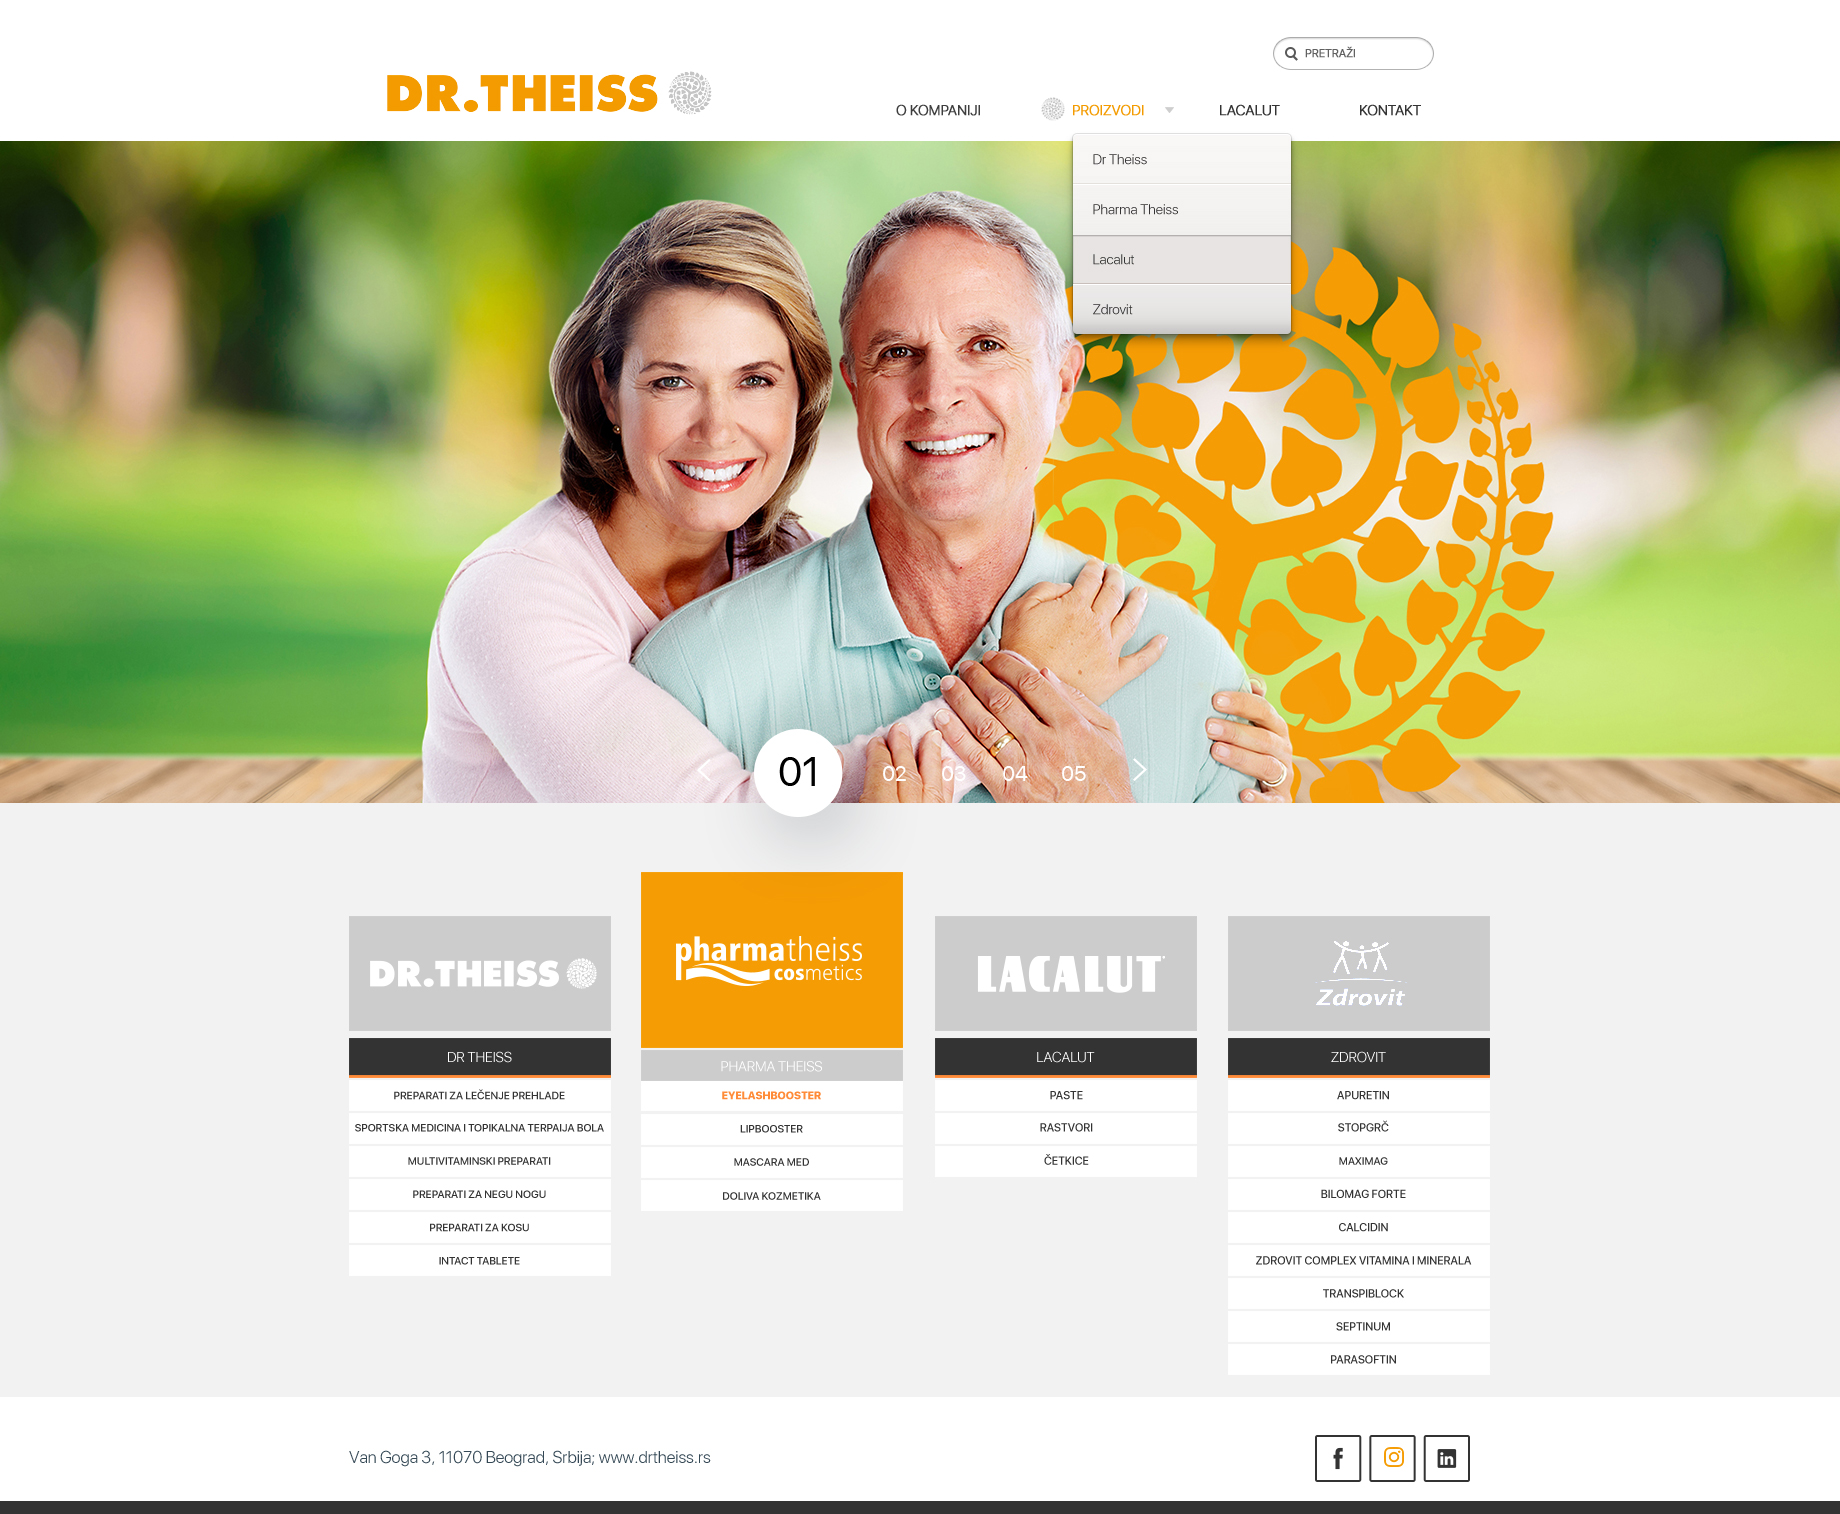 PRETRAŽI
DR.THEISS
O KOMPANIJI
PROIZVODI
LACALUT
KONTAKT
Dr Theiss
Pharma Theiss
Lacalut
Zdrovit
01
02
03
04
05
DR.THEISS
DR THEISS
PREPARATI ZA LEČENJE PREHLADE
SPORTSKA MEDICINA I TOPIKALNA TERPAIJA BOLA
MULTIVITAMINSKI PREPARATI
PREPARATI ZA NEGU NOGU
PREPARATI ZA KOSU
INTACT TABLETE
pharmatheiss
cosmetics
PHARMA THEISS
EYELASHBOOSTER
LIPBOOSTER
MASCARA MED
DOLIVA KOZMETIKA
LACALUT
LACALUT
PASTE
RASTVORI
ČETKICE
Zdrovit
ZDROVIT
APURETIN
STOPGRČ
MAXIMAG
BILOMAG FORTE
CALCIDIN
ZDROVIT COMPLEX VITAMINA I MINERALA
TRANSPIBLOCK
SEPTINUM
PARASOFTIN
Van Goga 3, 11070 Beograd, Srbija; www.drtheiss.rs